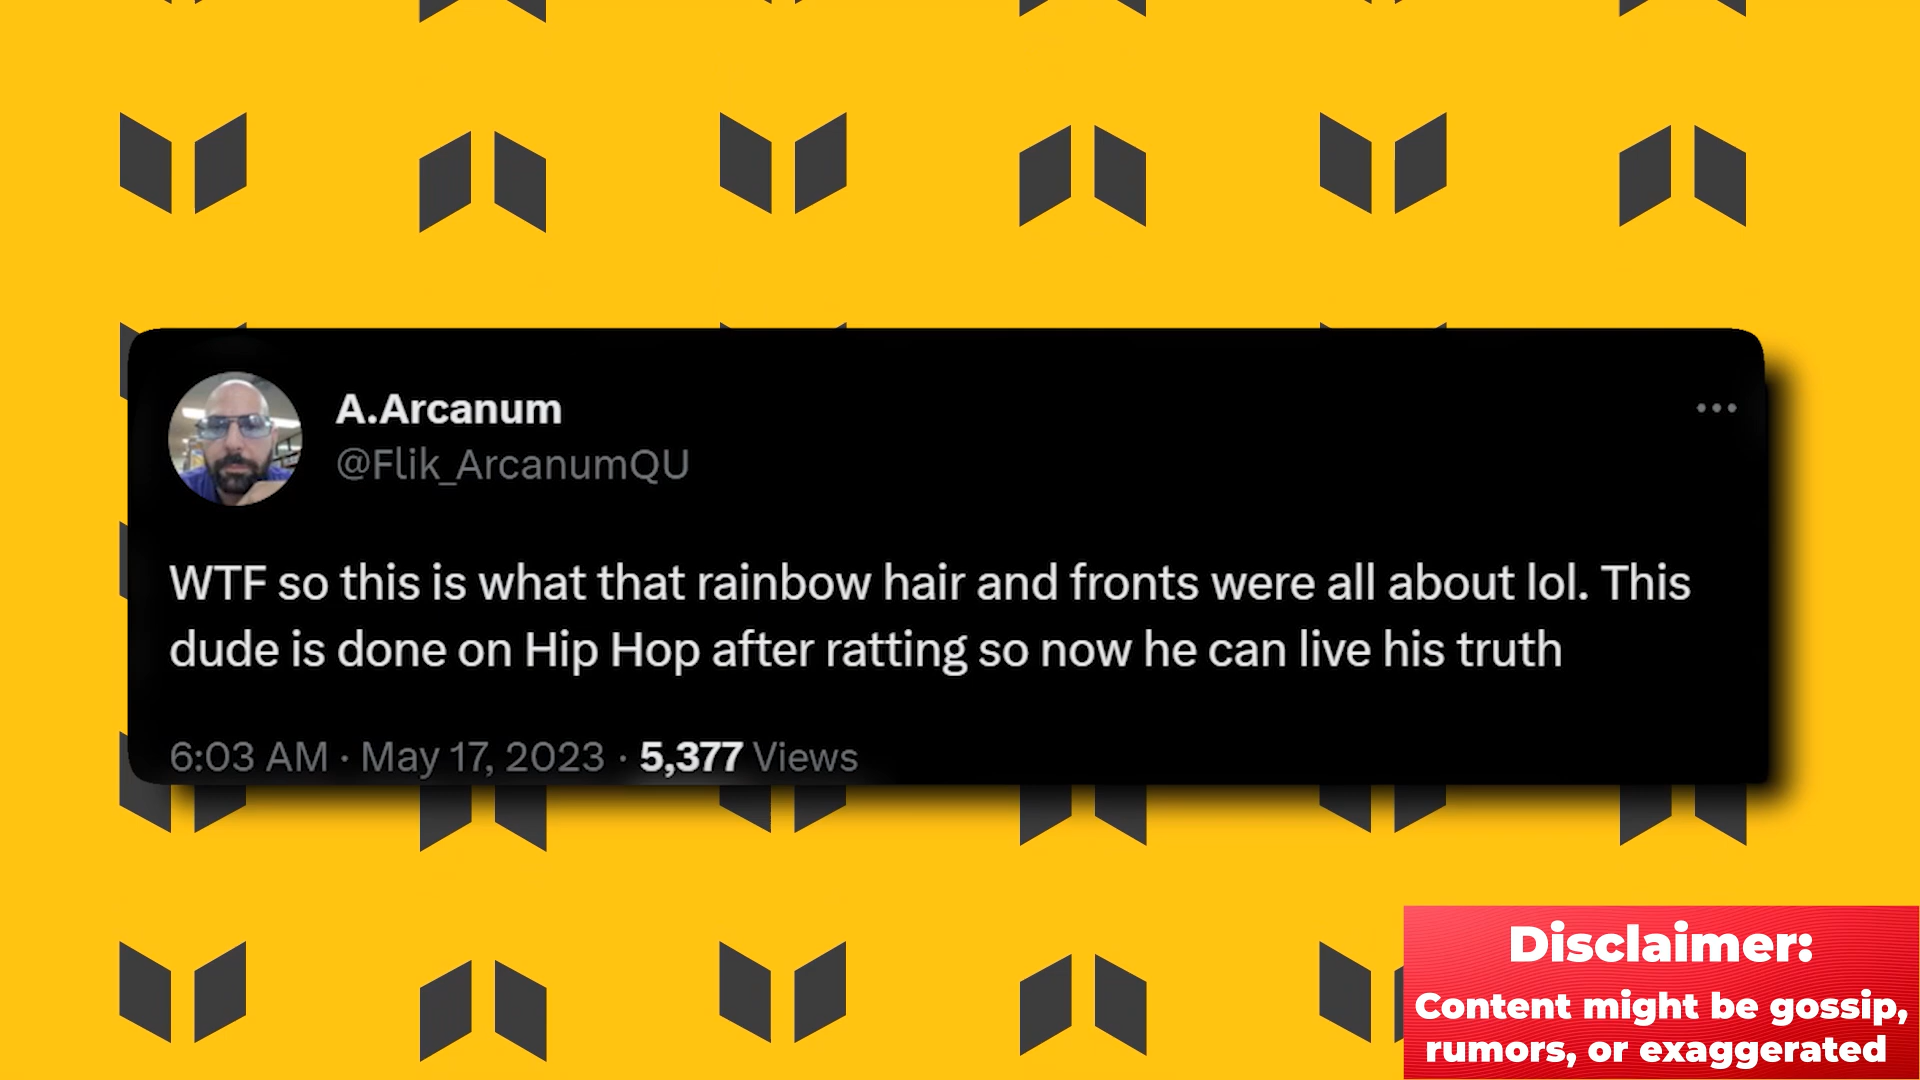 A.Arcanum
@Flik_ArcanumQU
WTF so this is what that rainbow hair and fronts were all about lol. This
dude is done on Hip Hop after ratting so now he can live his truth
6:03 AM · May 17, 2023 · 5,377 Views
Disclaimer:
Content might be gossip,
rumors, or exaggerated